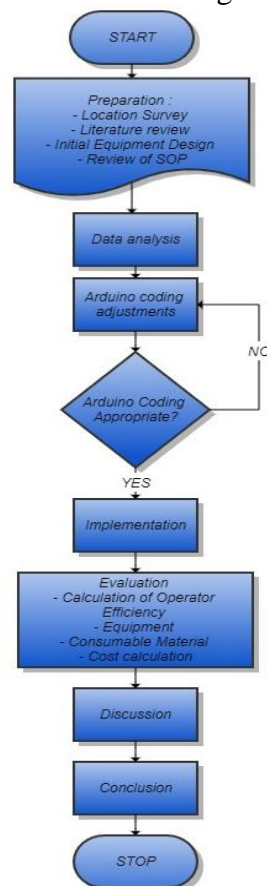 START
Preparation :
- Location Survey
- Literature review
- Initial Equipment Design
- Review of SOP
Data analysis
Arduino coding
adjustments
NO
Arduino Coding
Appropriate?
YES
Implementation
Evaluation
- Calculation of Operator
Efficiency
- Equipment
- Consumable Material
- Cost calculation
Discussion
Conclusion
STOP